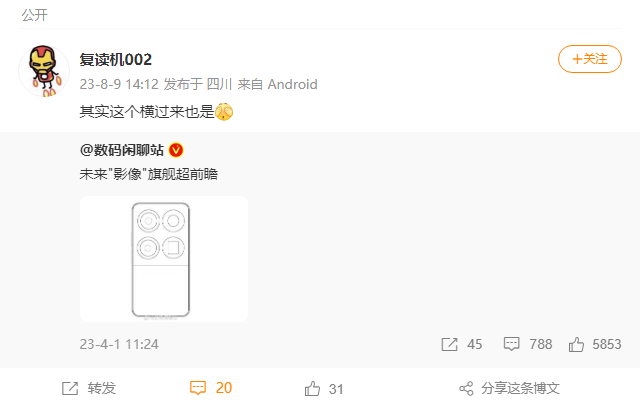 公开
复读机002
+关注
23-8-9 14:12 发布于 四川 来自 Android
其实这个横过来也是
@数码闲聊站
未来"影像"旗舰超前瞻
23-4-1 11:24
45
788
5853
转发
20
31
分享这条博文